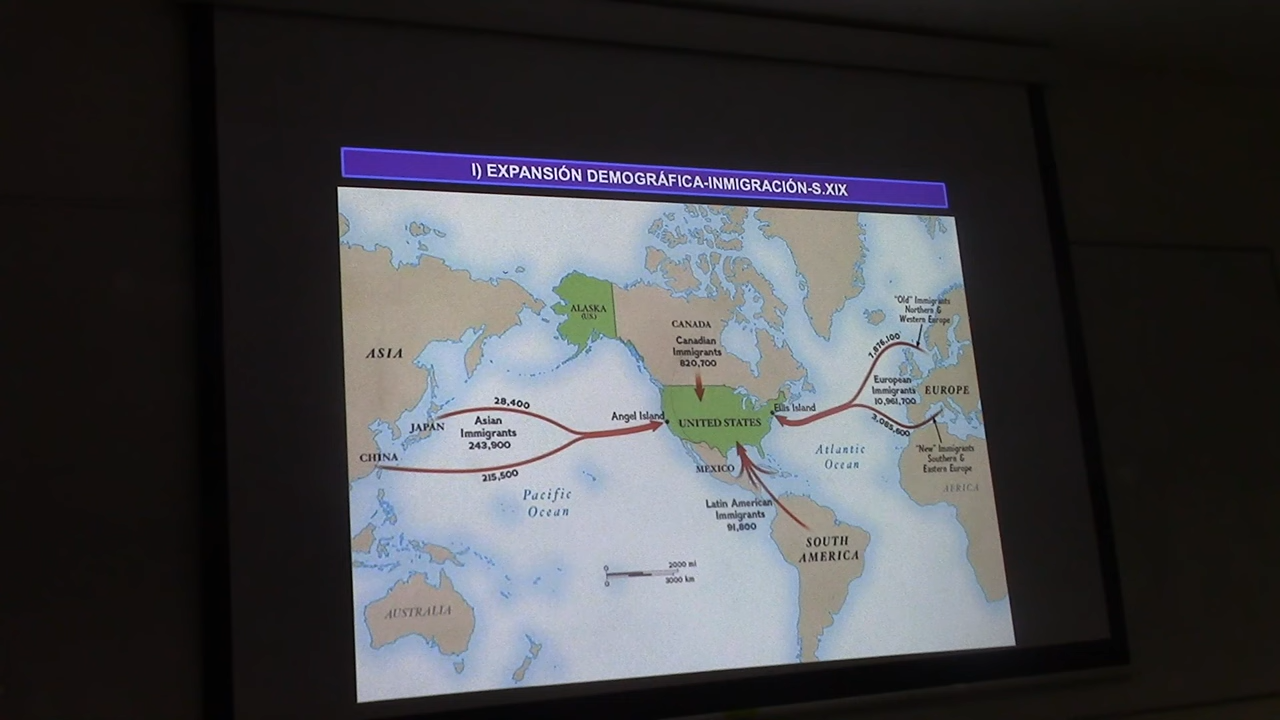 I) EXPANSIÓN DEMOGRÁFICA-INMIGRACIÓN-S.XIX
ALASKA
(U.S.)
CANADA
Canadian
Immigrants
820,700
"Old" Immigrants
Northern &
Western Europe
7,876,100
ASIA
European
Immigrants
10,961,700
EUROPE
28,400
JAPAN
Asian
Immigrants
243,900
Angel Island
UNITED STATES
Ellis Island
3,085,600
CHINA
215,500
MEXICO
Atlantic
Ocean
"New" Immigrants
Southern &
Eastern Europe
AFRICA
Pacific
Ocean
Latin American
Immigrants
91,800
SOUTH
AMERICA
0 2000 mi
0 3000 km
AUSTRALIA